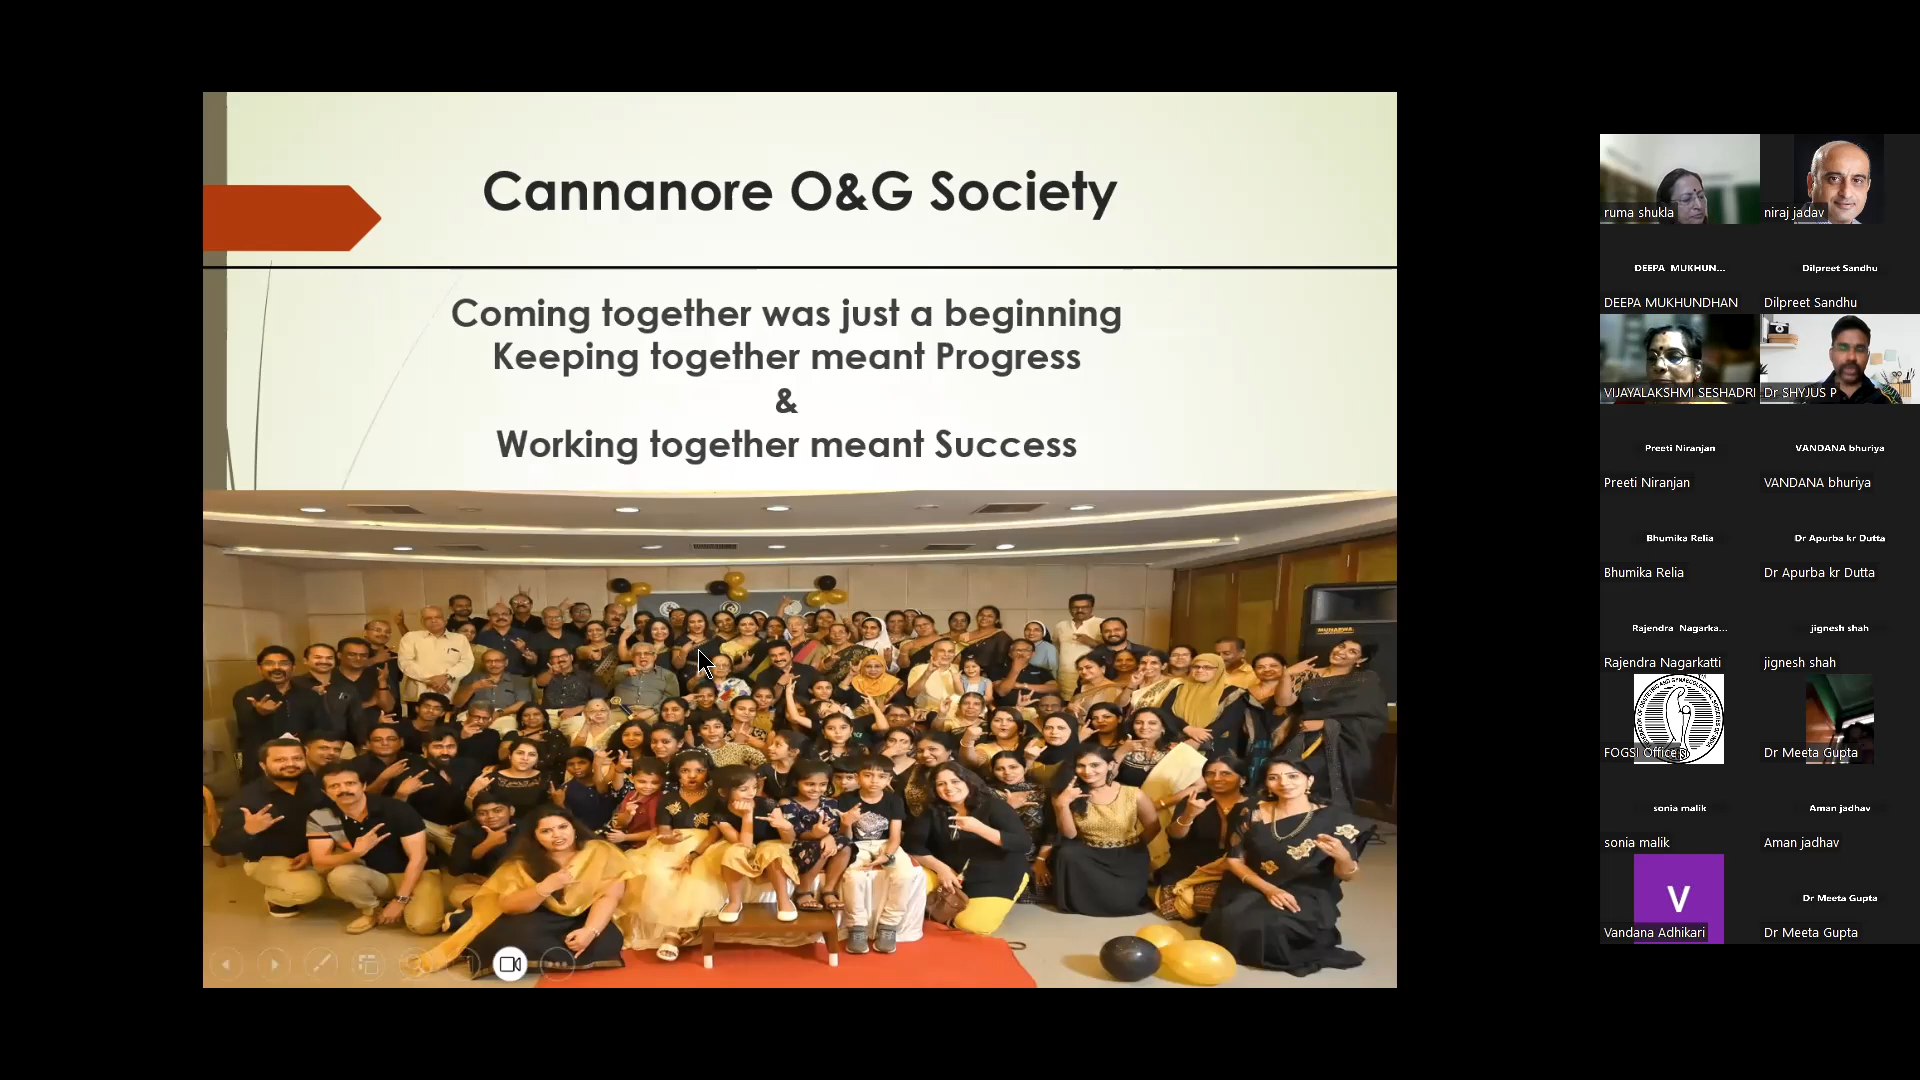 Cannanore O&G Society
Coming together was just a beginning
Keeping together meant Progress
&
Working together meant Success
ruma shukla
niraj jadav
DEEPA MUKHUN...
DEEPA MUKHUNDHAN
Dilpreet Sandhu
Dilpreet Sandhu
VIJAYALAKSHMI SESHADRI
Dr SHYJUS P
Preeti Niranjan
Preeti Niranjan
VANDANA bhuriya
VANDANA bhuriya
Bhumika Relia
Bhumika Relia
Dr Apurba kr Dutta
Dr Apurba kr Dutta
Rajendra Nagarka...
Rajendra Nagarkatti
jignesh shah
jignesh shah
FOGSI Office
Dr Meeta Gupta
sonia malik
sonia malik
Aman jadhav
Aman jadhav
V
Vandana Adhikari
Dr Meeta Gupta
Dr Meeta Gupta